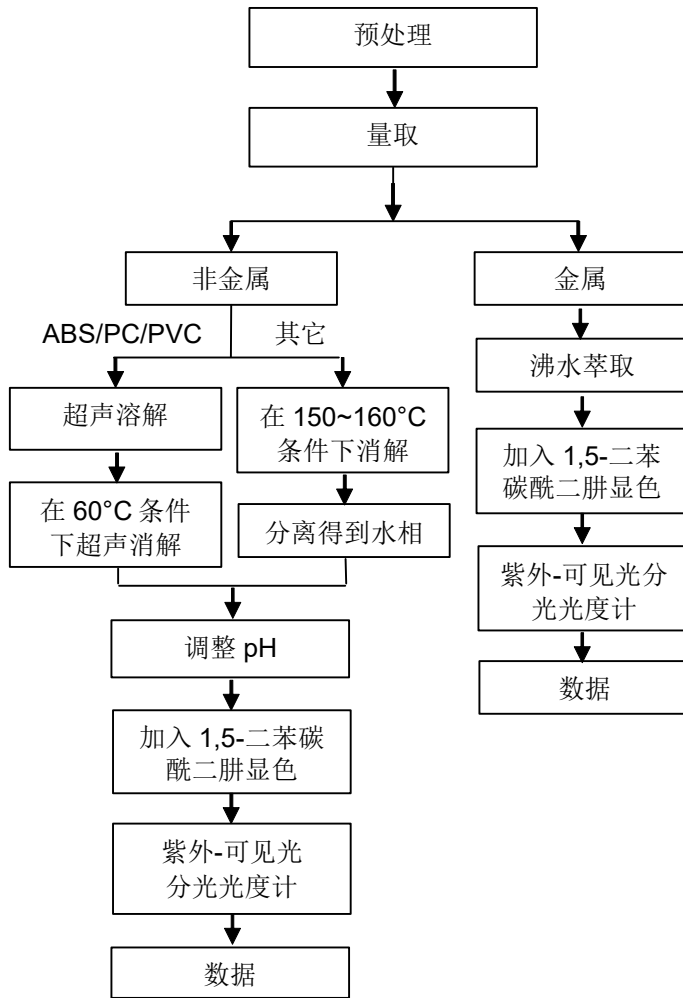 预处理
量取
非金属
金属
ABS/PC/PVC
其它
沸水萃取
超声溶解
在 150~160°C
条件下消解
加入 1,5-二苯
碳酰二肼显色
在 60°C 条件
下超声消解
分离得到水相
紫外-可见光分
光光度计
调整 pH
数据
加入 1,5-二苯碳
酰二肼显色
紫外-可见光
分光光度计
数据